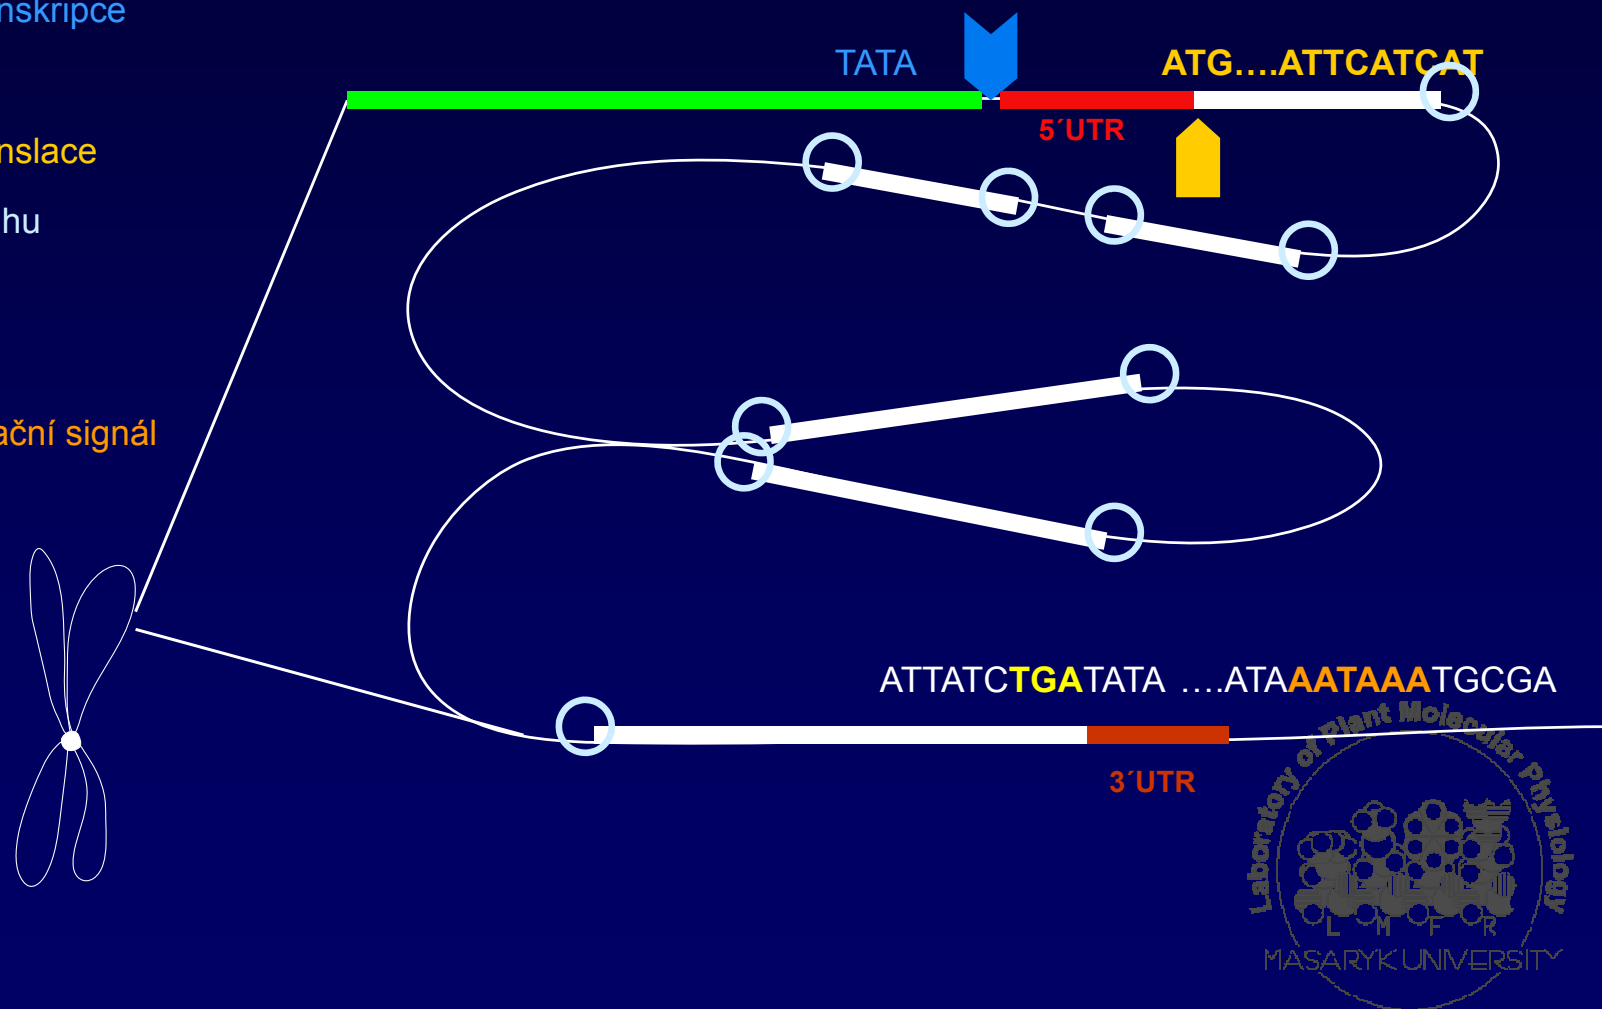 nskripce
TATA
ATG....ATTCATCAT
5´UTR
nslace
hu
ační signál
ATTATCTGATATA ....ATAAATAAATGCGA
3´UTR
Laboratory of Plant Molecular Physiology
L M F R
MASARYK UNIVERSITY